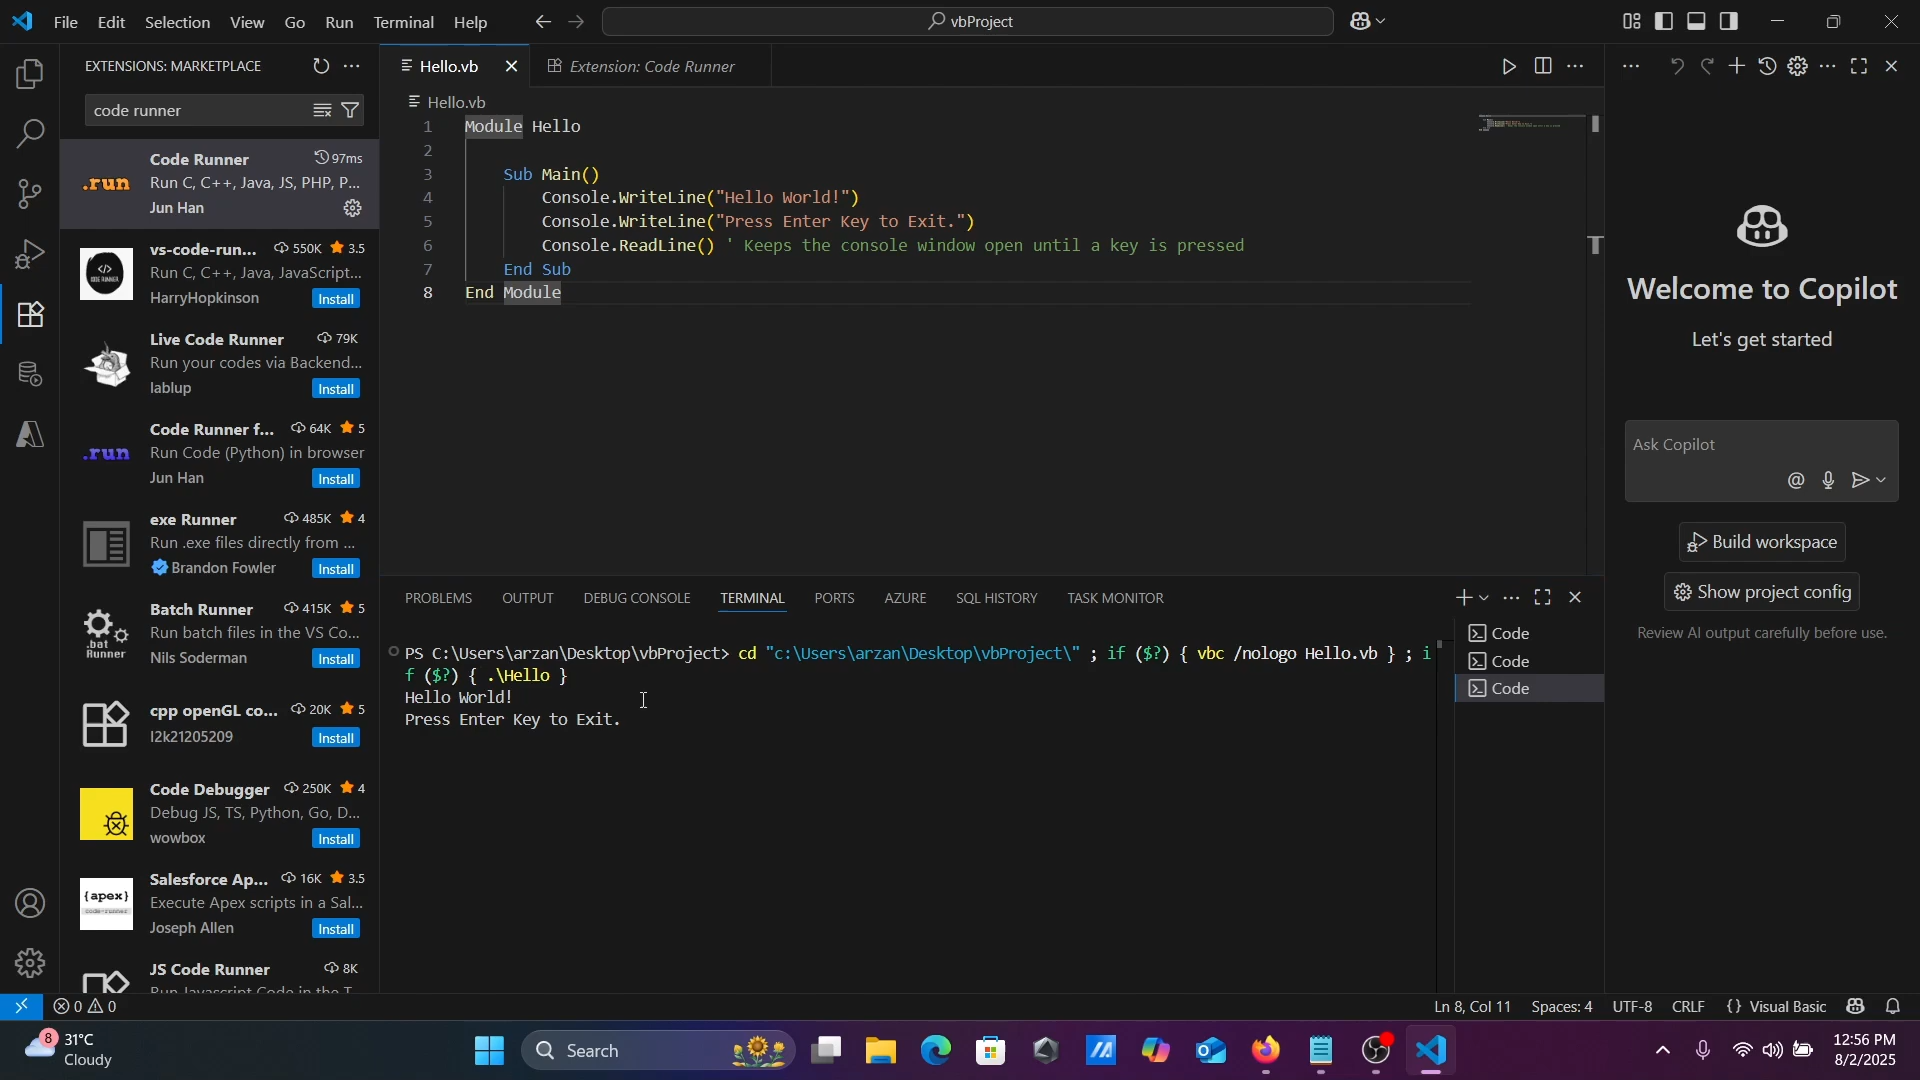 File Edit Selection View Go Run Terminal Help
vbProject
EXTENSIONS: MARKETPLACE
code runner
Code Runner 97ms
Run C, C++, Java, JS, PHP, P...
Jun Han
.run
vs-code-run... 550K 3.5
Run C, C++, Java, JavaScript...
HarryHopkinson Install
Live Code Runner 79K
Run your codes via Backend...
lablup Install
Code Runner f... 64K 5
Run Code (Python) in browser
Jun Han Install
.run
exe Runner 485K 4
Run .exe files directly from ...
Brandon Fowler Install
Batch Runner 415K 5
Run batch files in the VS Co...
Nils Soderman Install
.bat
Runner
cpp openGL co... 20K 5
l2k21205209 Install
Code Debugger 250K 4
Debug JS, TS, Python, Go, D...
wowbox Install
Salesforce Ap... 16K 3.5
Execute Apex scripts in a Sal...
Joseph Allen Install
{apex}
JS Code Runner 8K
Run Javascript Code in the T...
Hello.vb
Extension: Code Runner
Hello.vb
1 Module Hello
2
3 Sub Main()
4 Console.WriteLine("Hello World!")
5 Console.WriteLine("Press Enter Key to Exit.")
6 Console.ReadLine() ' Keeps the console window open until a key is pressed
7 End Sub
8 End Module
PROBLEMS OUTPUT DEBUG CONSOLE TERMINAL PORTS AZURE SQL HISTORY TASK MONITOR
PS C:\Users\arzan\Desktop\vbProject> cd "c:\Users\arzan\Desktop\vbProject\" ; if ($?) { vbc /nologo Hello.vb } ; i
f ($?) { .\Hello }
Hello World!
Press Enter Key to Exit.
Code
Code
Code
Welcome to Copilot
Let's get started
Ask Copilot
Build workspace
Show project config
Review AI output carefully before use.
0 0
Ln 8, Col 11 Spaces: 4 UTF-8 CRLF {} Visual Basic
8
31°C
Cloudy
Search
12:56 PM
8/2/2025